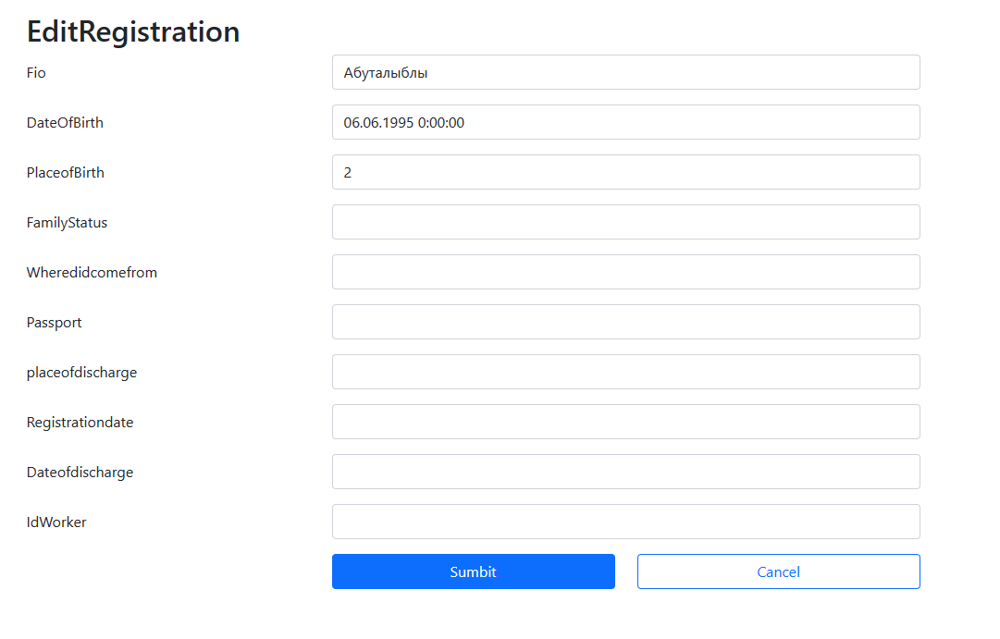 EditRegistration
Fio Абуталыблы
DateOfBirth 06.06.1995 0:00:00
PlaceofBirth 2
FamilyStatus
Wheredidcomefrom
Passport
placeofdischarge
Registrationdate
Dateofdischarge
IdWorker
Sumbit Cancel